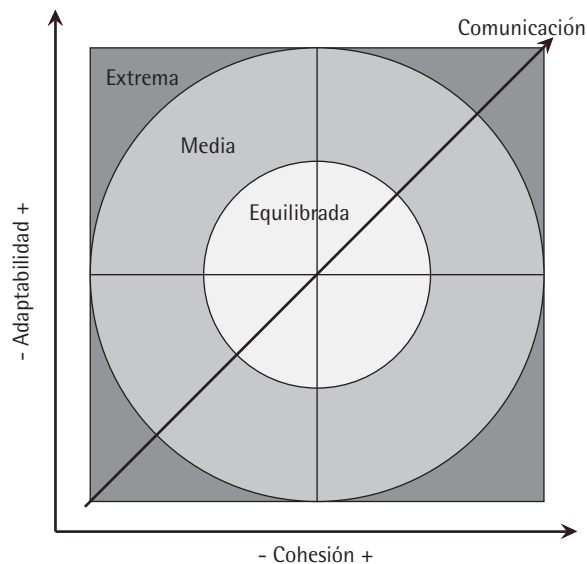 Comunicación
Extrema
Media
Equilibrada
- Adaptabilidad +
- Cohesión +